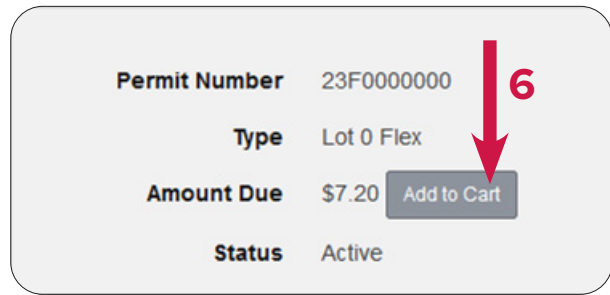 Permit Number 23F0000000 6
Type Lot 0 Flex
Amount Due $7.20 Add to Cart
Status Active